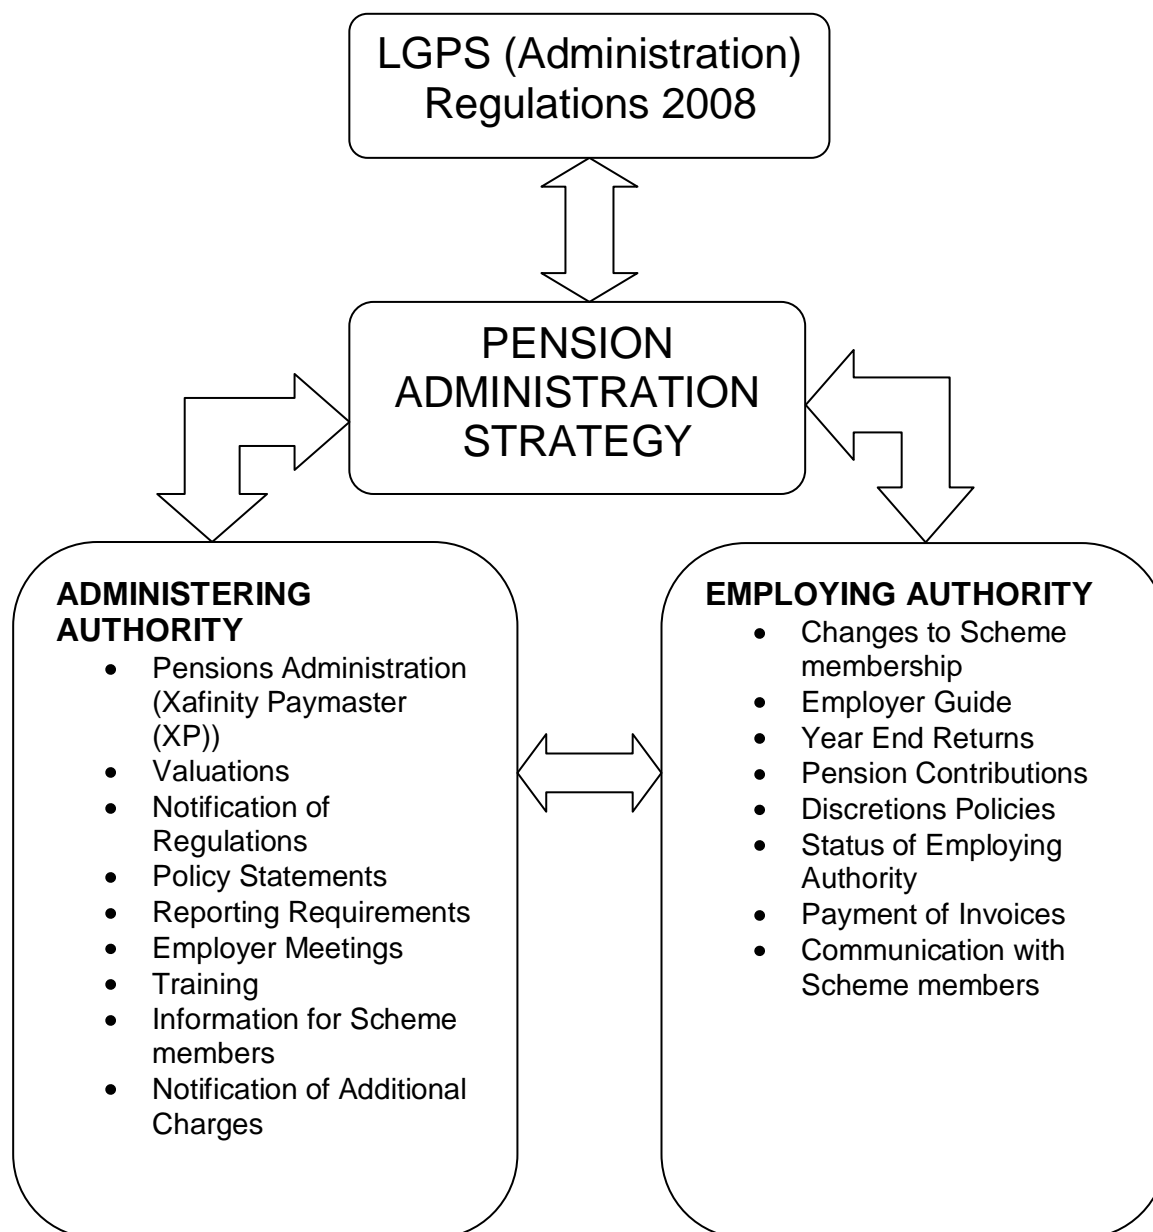 LGPS (Administration)
Regulations 2008
PENSION
ADMINISTRATION
STRATEGY
ADMINISTERING
AUTHORITY
• Pensions Administration
(Xafinity Paymaster
(XP))
• Valuations
• Notification of
Regulations
• Policy Statements
• Reporting Requirements
• Employer Meetings
• Training
• Information for Scheme
members
• Notification of Additional
Charges
EMPLOYING AUTHORITY
• Changes to Scheme
membership
• Employer Guide
• Year End Returns
• Pension Contributions
• Discretions Policies
• Status of Employing
Authority
• Payment of Invoices
• Communication with
Scheme members